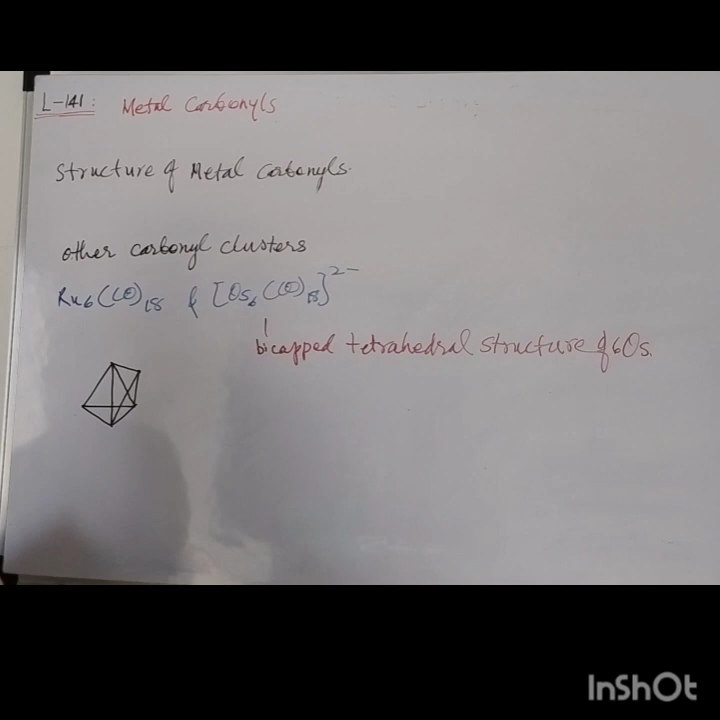 L-141: Metal Carbonyls
Structure of Metal Carbonyls.
other carbonyl clusters
Ru6(CO)18 & [Os6(CO)18]2-
bicapped tetrahedral structure of 6Os.
InShOt